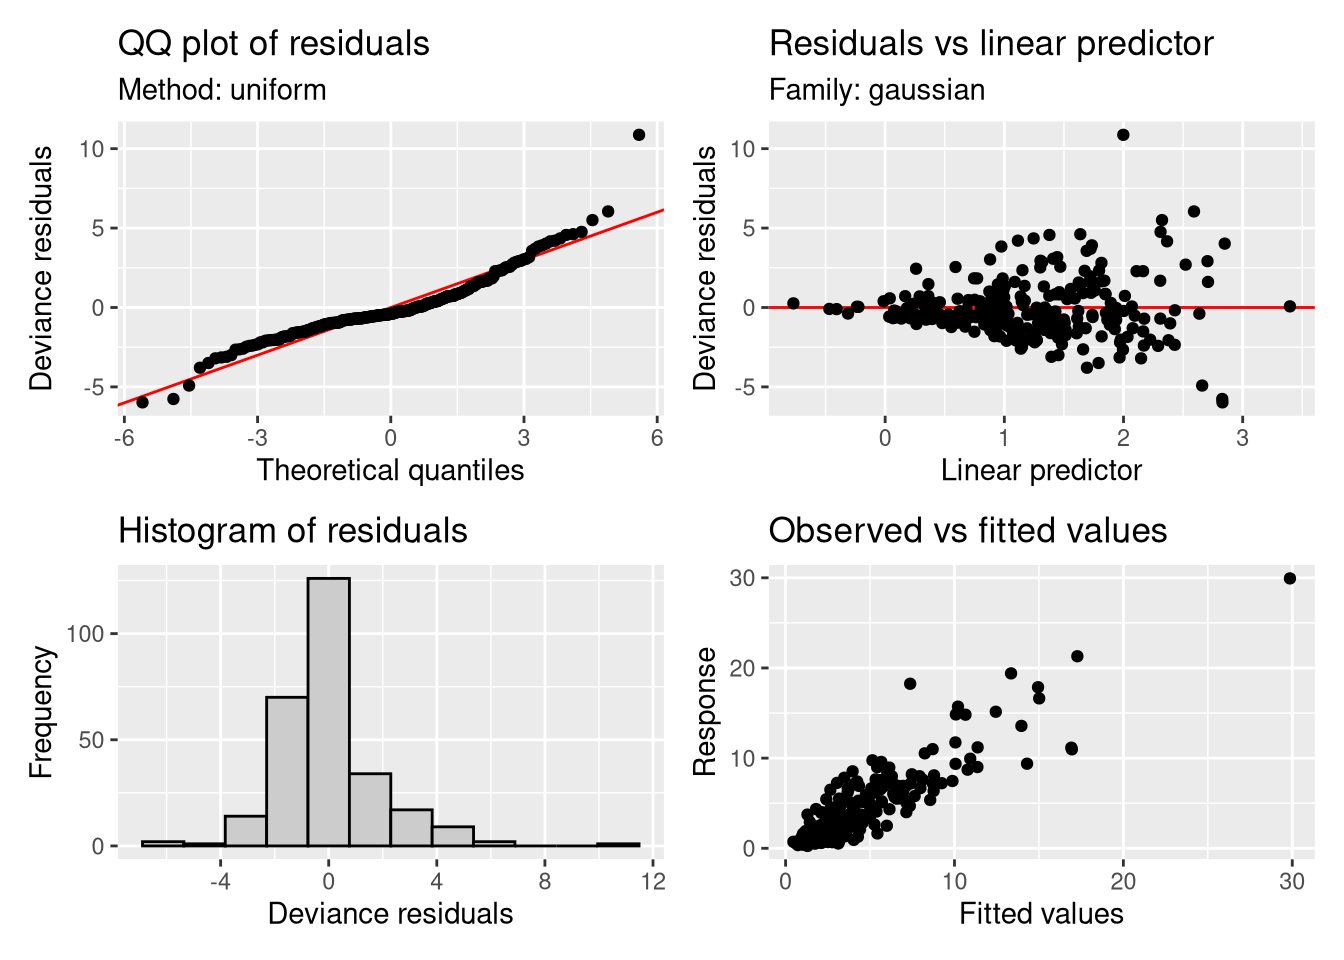 QQ plot of residuals
Method: uniform
Deviance residuals
10
5
0
-5
-6
-3
0
3
6
Theoretical quantiles
Residuals vs linear predictor
Family: gaussian
Deviance residuals
10
5
0
-5
0
1
2
3
Linear predictor
Histogram of residuals
Frequency
100
50
0
-4
0
4
8
12
Deviance residuals
Observed vs fitted values
Response
30
20
10
0
0
10
20
30
Fitted values